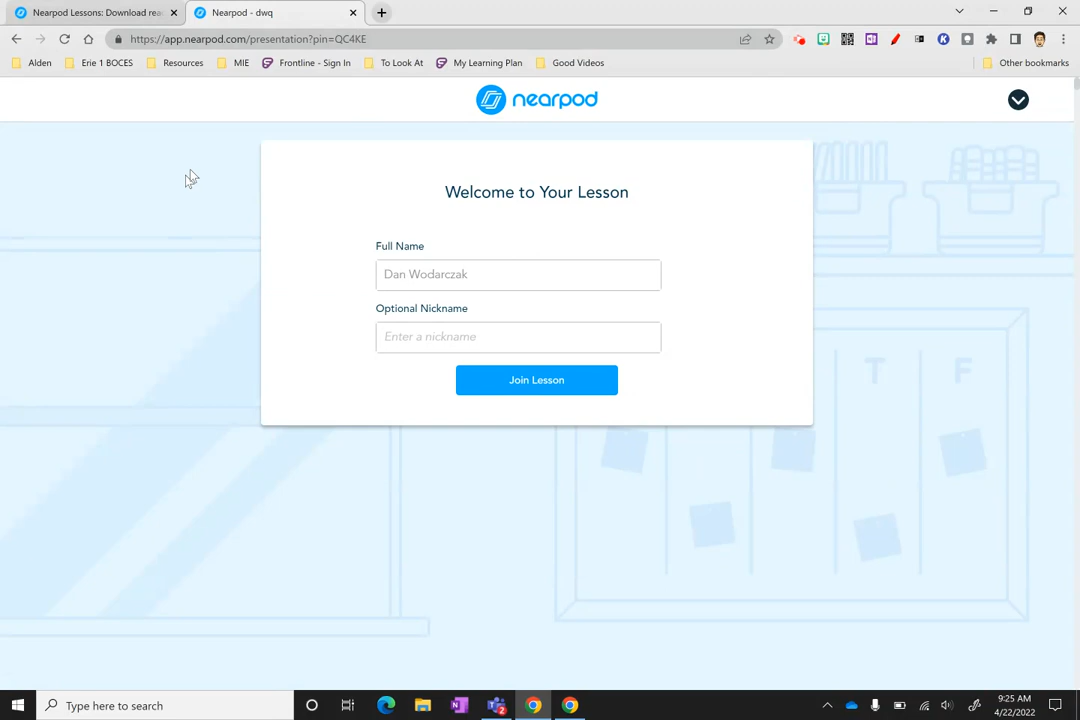 Nearpod Lessons: Download rea
Nearpod - dwq
https://app.nearpod.com/presentation?pin=QC4KE
Alden
Erie 1 BOCES
Resources
MIE
Frontline - Sign In
To Look At
My Learning Plan
Good Videos
Other bookmarks
nearpod
Welcome to Your Lesson
Full Name
Dan Wodarczak
Optional Nickname
Enter a nickname
Join Lesson
T F
Type here to search
2
9:25 AM
4/22/2022